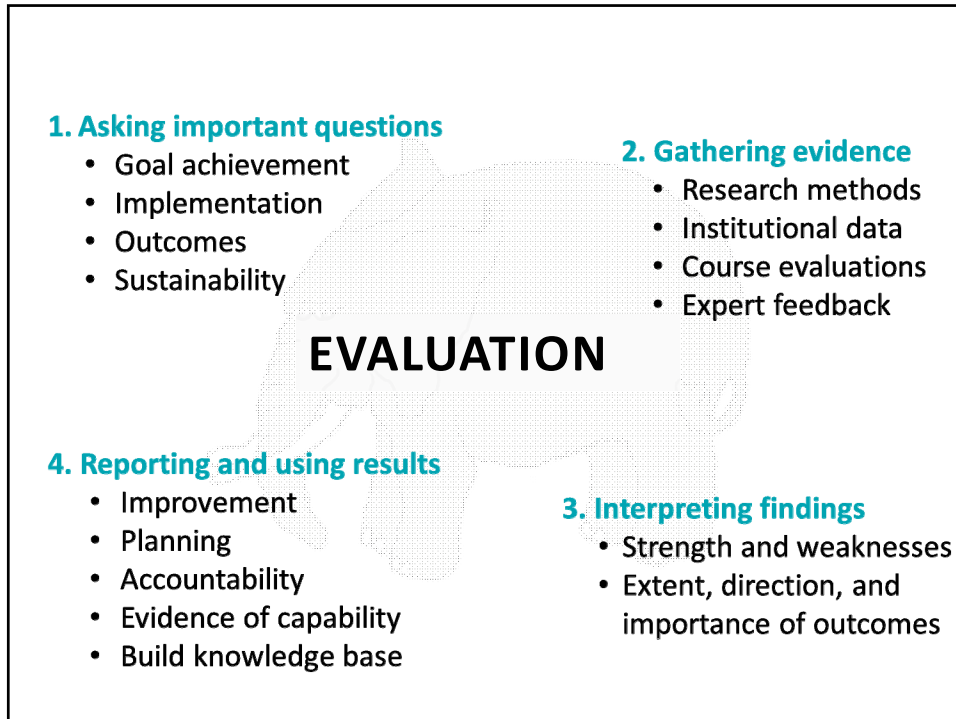 1. Asking important questions
• Goal achievement
• Implementation
• Outcomes
• Sustainability
2. Gathering evidence
• Research methods
• Institutional data
• Course evaluations
• Expert feedback
EVALUATION
4. Reporting and using results
• Improvement
• Planning
• Accountability
• Evidence of capability
• Build knowledge base
3. Interpreting findings
• Strength and weaknesses
• Extent, direction, and
importance of outcomes